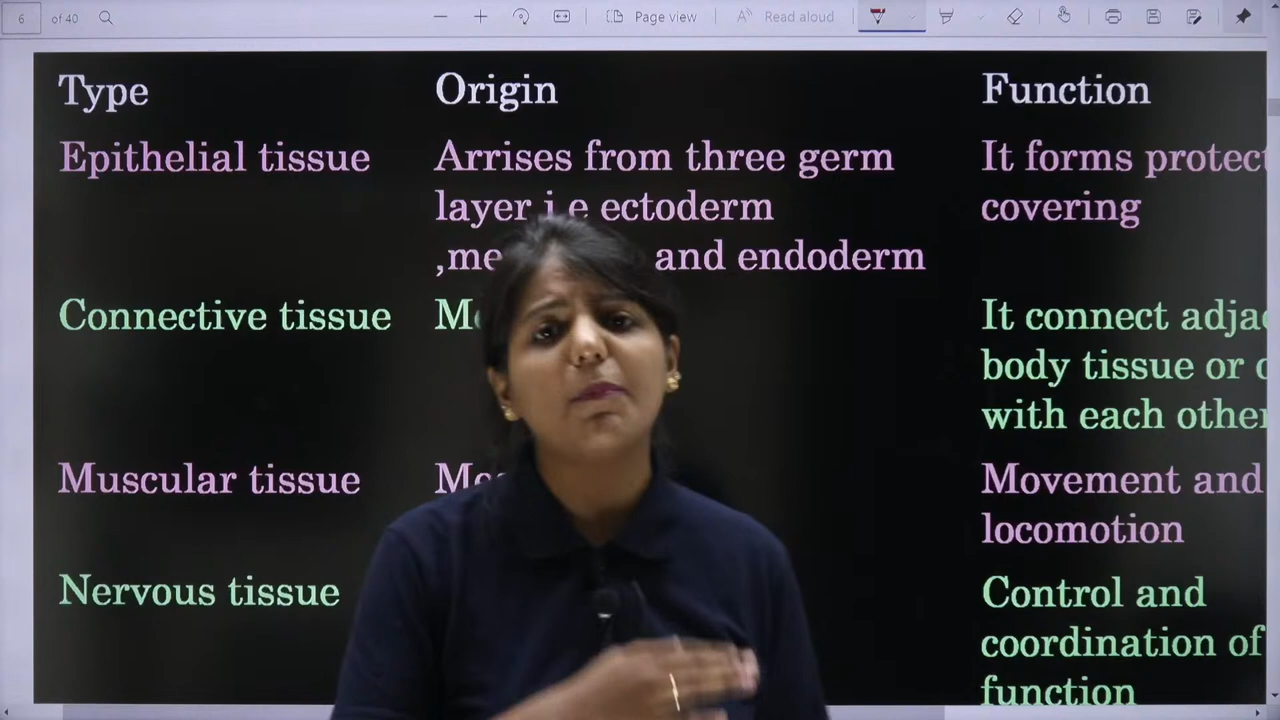 6 of 40 Page view Read aloud
Type Origin Function
Epithelial tissue Arrises from three germ It forms
layer i.e ectoderm covering
and endoderm
Connective tissue It connect
body tissue or
with each other
Muscular tissue Movement and
locomotion
Nervous tissue Control and
coordination of
function